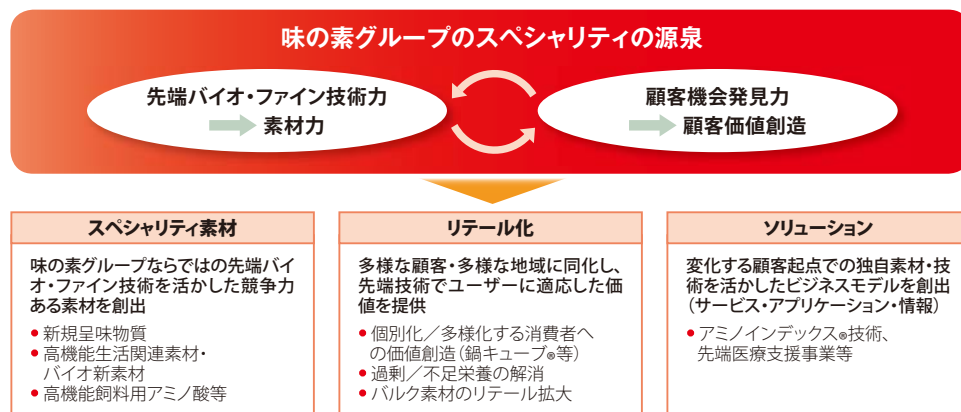 味の素グループのスペシャリティの源泉
先端バイオ・ファイン技術力
素材力
顧客機会発見力
顧客価値創造
スペシャリティ素材
味の素グループならではの先端バイ
オ・ファイン技術を活かした競争力
ある素材を創出
● 新規呈味物質
● 高機能生活関連素材・
バイオ新素材
● 高機能飼料用アミノ酸等
リテール化
多様な顧客・多様な地域に同化し、
先端技術でユーザーに適応した価
値を提供
● 個別化／多様化する消費者へ
の価値創造（鍋キューブ®等）
● 過剰／不足栄養の解消
● バルク素材のリテール拡大
ソリューション
変化する顧客起点での独自素材・技
術を活かしたビジネスモデルを創出
（サービス・アプリケーション・情報）
● アミノインデックス®技術、
先端医療支援事業等